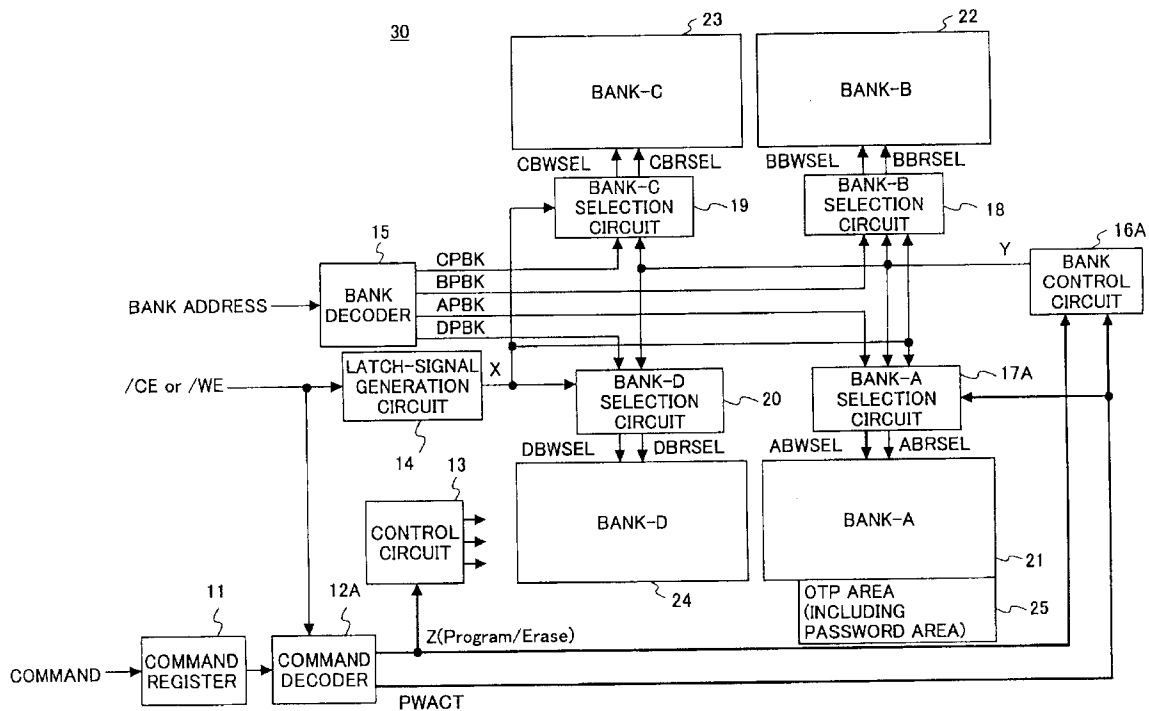 30
23
22
BANK-C
BANK-B
CBWSEL
CBRSEL
BBWSEL
BBRSEL
BANK-C
SELECTION
CIRCUIT
19
BANK-B
SELECTION
CIRCUIT
18
16A
15
CPBK
BPBK
APBK
DPBK
Y
BANK
CONTROL
CIRCUIT
BANK ADDRESS
BANK
DECODER
/CE or /WE
LATCH-SIGNAL
GENERATION
CIRCUIT
X
14
BANK-D
SELECTION
CIRCUIT
20
BANK-A
SELECTION
CIRCUIT
17A
DBWSEL
DBRSEL
ABWSEL
ABRSEL
13
CONTROL
CIRCUIT
BANK-D
24
BANK-A
21
OTP AREA
(INCLUDING
PASSWORD AREA)
25
11
12A
Z(Program/Erase)
COMMAND
COMMAND
REGISTER
COMMAND
DECODER
PWACT